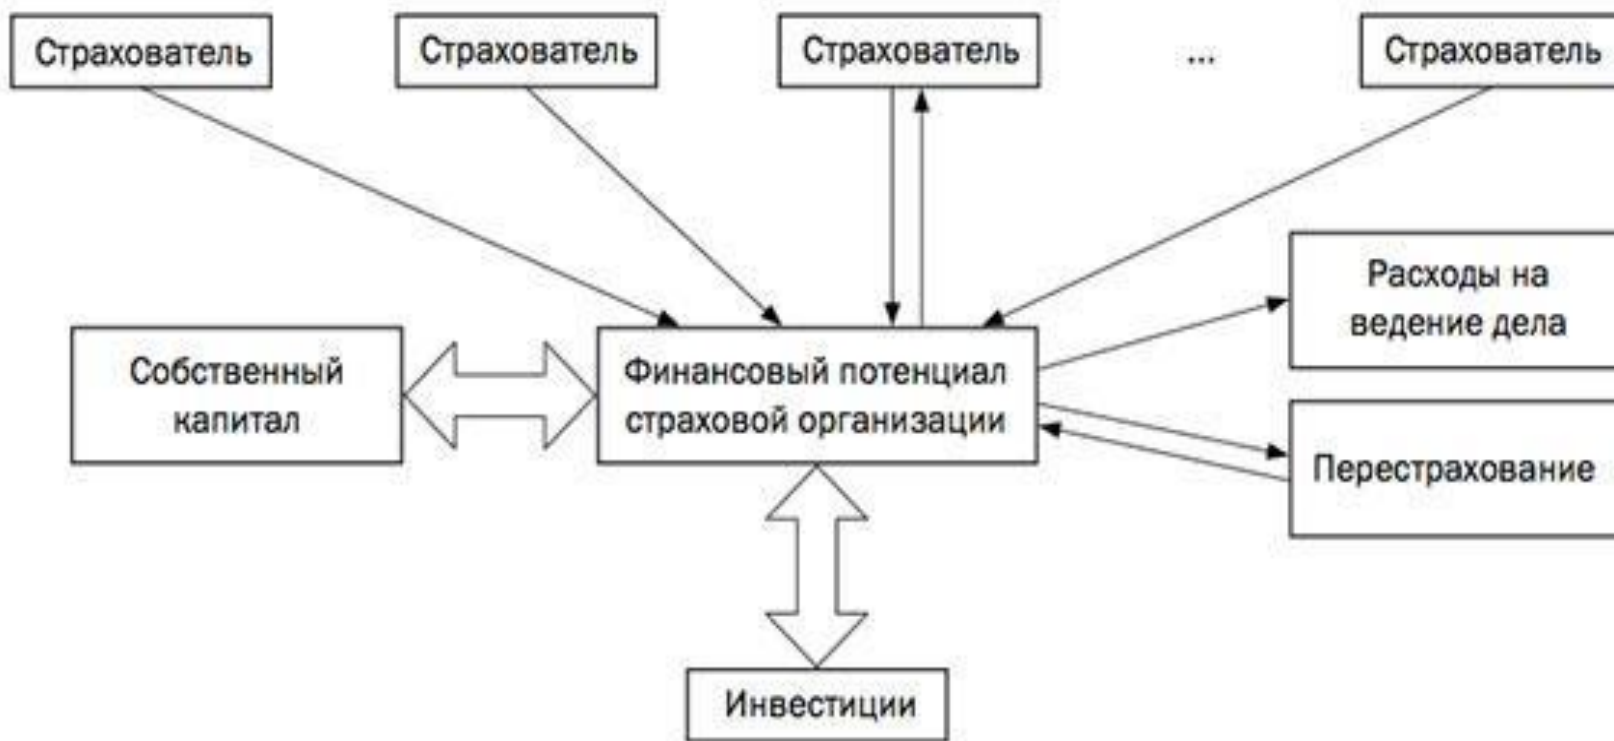 Страхователь
Страхователь
Страхователь
...
Страхователь
Расходы на
ведение дела
Собственный
капитал
Финансовый потенциал
страховой организации
Перестрахование
Инвестиции